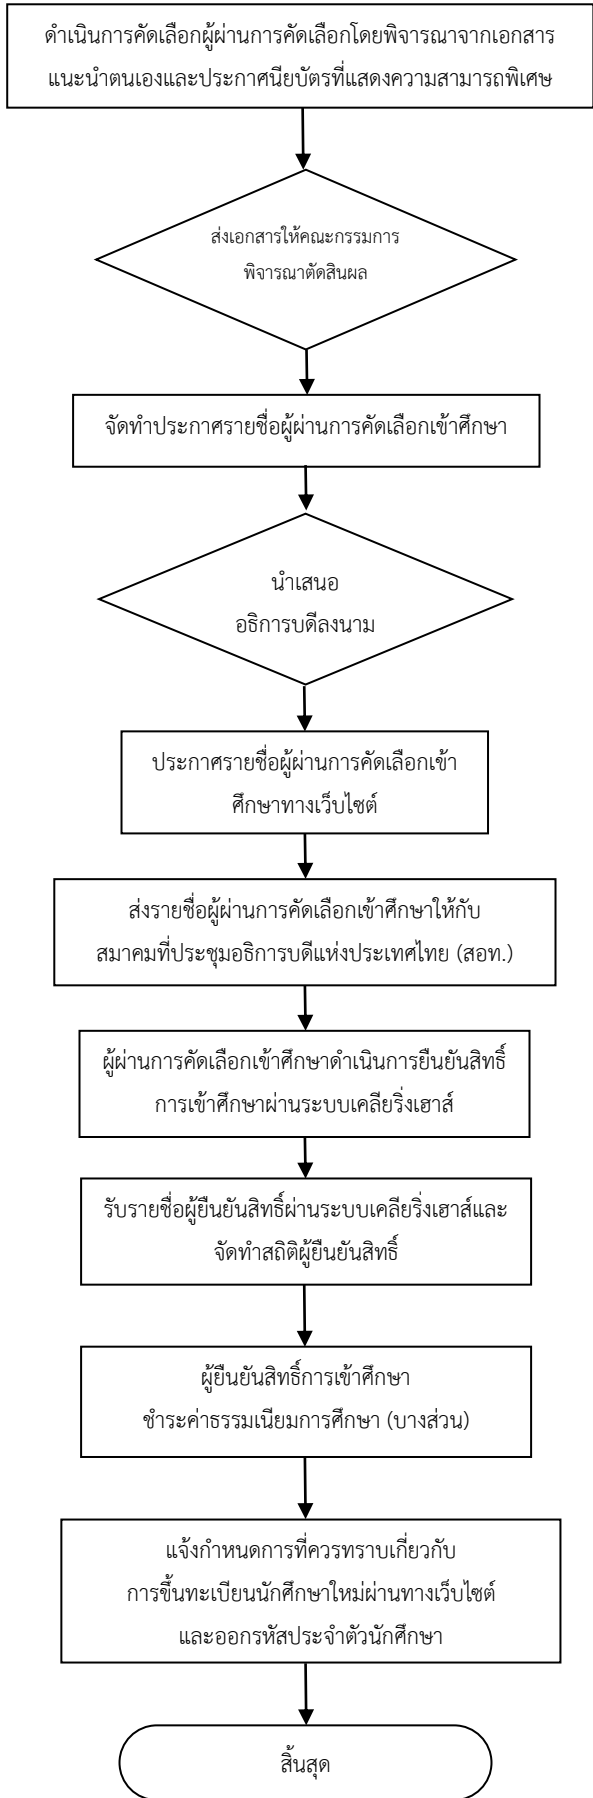 ดำเนินการคัดเลือกผู้ผ่านการคัดเลือกโดยพิจารณาจากเอกสาร
แนะนำตนเองและประกาศนียบัตรที่แสดงความสามารถพิเศษ
ส่งเอกสารให้คณะกรรมการ
พิจารณาตัดสินผล
จัดทำประกาศรายชื่อผู้ผ่านการคัดเลือกเข้าศึกษา
นำเสนอ
อธิการบดีลงนาม
ประกาศรายชื่อผู้ผ่านการคัดเลือกเข้า
ศึกษาทางเว็บไซต์
ส่งรายชื่อผู้ผ่านการคัดเลือกเข้าศึกษาให้กับ
สมาคมที่ประชุมอธิการบดีแห่งประเทศไทย (สอท.)
ผู้ผ่านการคัดเลือกเข้าศึกษาดำเนินการยืนยันสิทธิ์
การเข้าศึกษาผ่านระบบเคลียริ่งเฮาส์
รับรายชื่อผู้ยืนยันสิทธิ์ผ่านระบบเคลียริ่งเฮาส์และ
จัดทำสถิติผู้ยืนยันสิทธิ์
ผู้ยืนยันสิทธิ์การเข้าศึกษา
ชำระค่าธรรมเนียมการศึกษา (บางส่วน)
แจ้งกำหนดการที่ควรทราบเกี่ยวกับ
การขึ้นทะเบียนนักศึกษาใหม่ผ่านทางเว็บไซต์
และออกรหัสประจำตัวนักศึกษา
สิ้นสุด